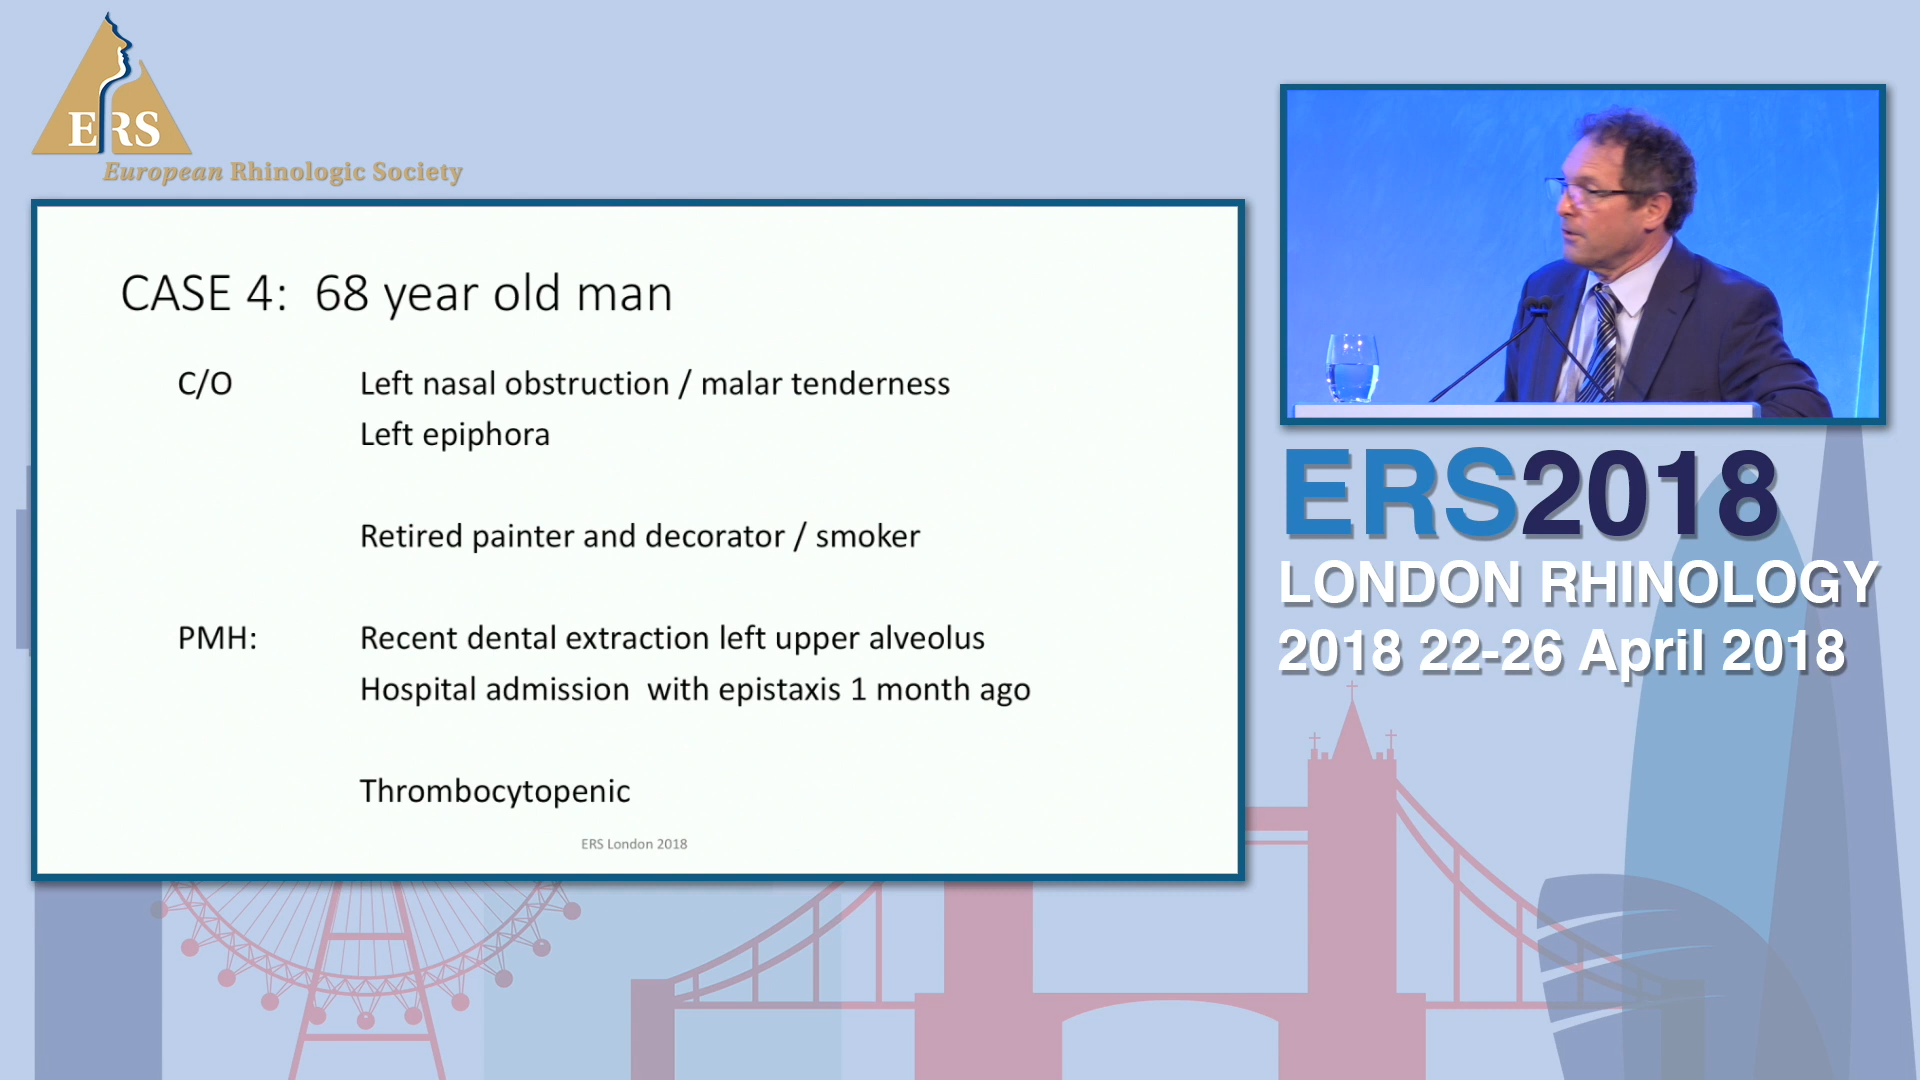 ERS
European Rhinologic Society
CASE 4:  68 year old man
C/O Left nasal obstruction / malar tenderness
Left epiphora
Retired painter and decorator / smoker
PMH: Recent dental extraction left upper alveolus
Hospital admission  with epistaxis 1 month ago
Thrombocytopenic
ERS London 2018
ERS2018
LONDON RHINOLOGY
2018 22-26 April 2018